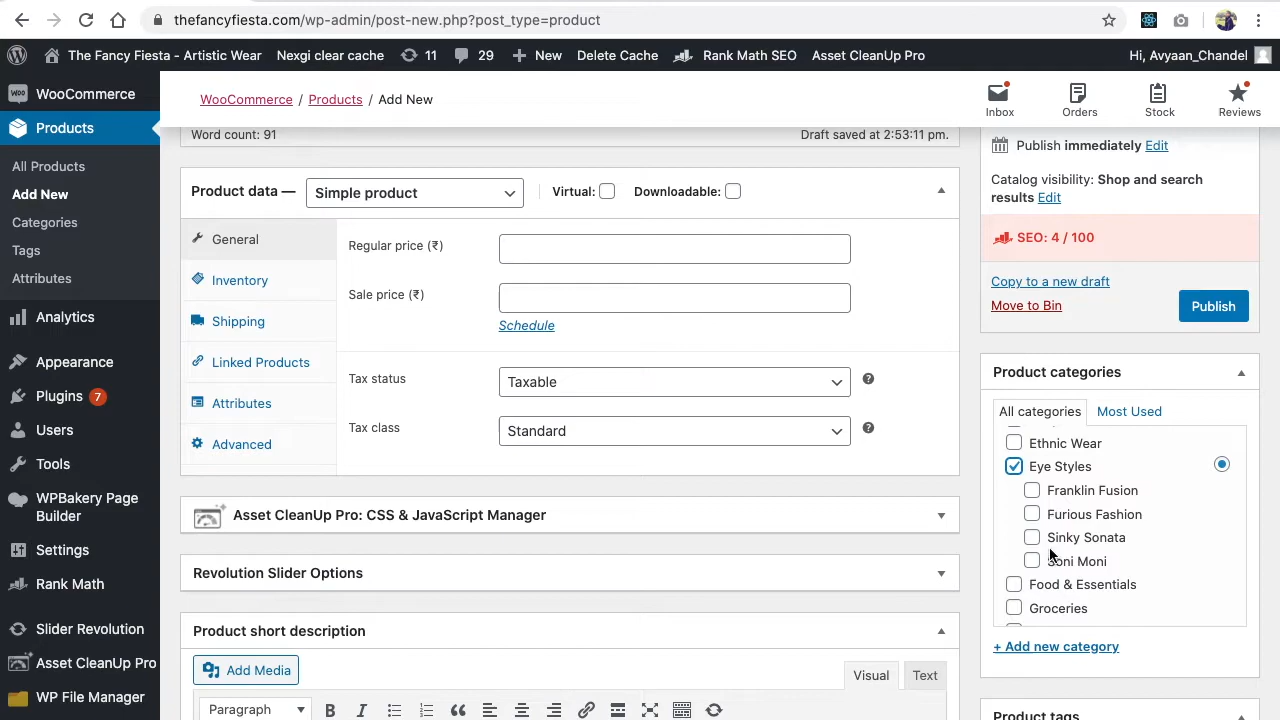 thefancyfiesta.com/wp-admin/post-new.php?post_type=product
The Fancy Fiesta - Artistic Wear
Nexgi clear cache
11
29
New
Delete Cache
Rank Math SEO
Asset CleanUp Pro
Hi, Avyaan_Chandel
WooCommerce
Products
All Products
Add New
Categories
Tags
Attributes
Analytics
Appearance
Plugins 7
Users
Tools
WPBakery Page
Builder
Settings
Rank Math
Slider Revolution
Asset CleanUp Pro
WP File Manager
WooCommerce / Products / Add New
Inbox
Orders
Stock
Reviews
Word count: 91
Draft saved at 2:53:11 pm.
Product data —
Simple product
Virtual:
Downloadable:
General
Inventory
Shipping
Linked Products
Attributes
Advanced
Regular price (₹)
Sale price (₹)
Schedule
Tax status
Taxable
Tax class
Standard
Asset CleanUp Pro: CSS & JavaScript Manager
Revolution Slider Options
Product short description
Add Media
Visual
Text
Paragraph
B
I
Publish immediately Edit
Catalog visibility: Shop and search
results Edit
SEO: 4 / 100
Copy to a new draft
Move to Bin
Publish
Product categories
All categories
Most Used
Ethnic Wear
Eye Styles
Franklin Fusion
Furious Fashion
Sinky Sonata
Soni Moni
Food & Essentials
Groceries
+ Add new category
Product tags